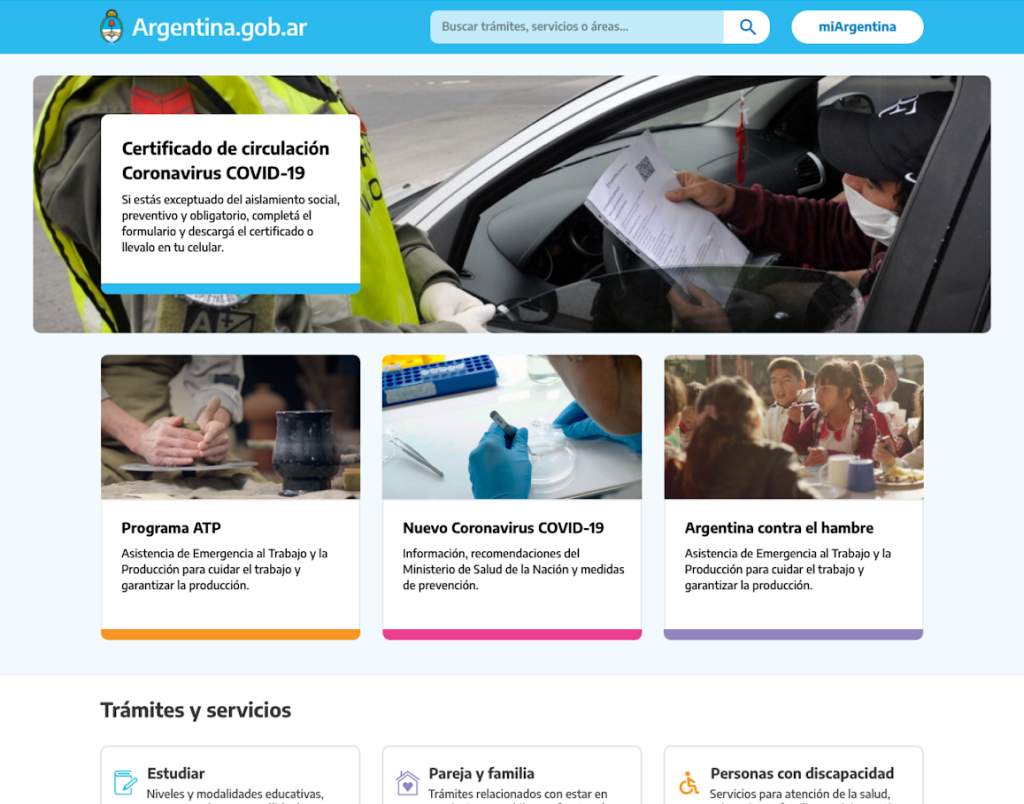 Argentina.gob.ar
Buscar trámites, servicios o áreas...
miArgentina
Certificado de circulación
Coronavirus COVID-19
Si estás exceptuado del aislamiento social,
preventivo y obligatorio, completá el
formulario y descargá el certificado o
llevalo en tu celular.
Programa ATP
Asistencia de Emergencia al Trabajo y la
Producción para cuidar el trabajo y
garantizar la producción.
Nuevo Coronavirus COVID-19
Información, recomendaciones del
Ministerio de Salud de la Nación y medidas
de prevención.
Argentina contra el hambre
Asistencia de Emergencia al Trabajo y la
Producción para cuidar el trabajo y
garantizar la producción.
Trámites y servicios
Estudiar
Niveles y modalidades educativas,
Pareja y familia
Trámites relacionados con estar en
Personas con discapacidad
Servicios para atención de la salud,